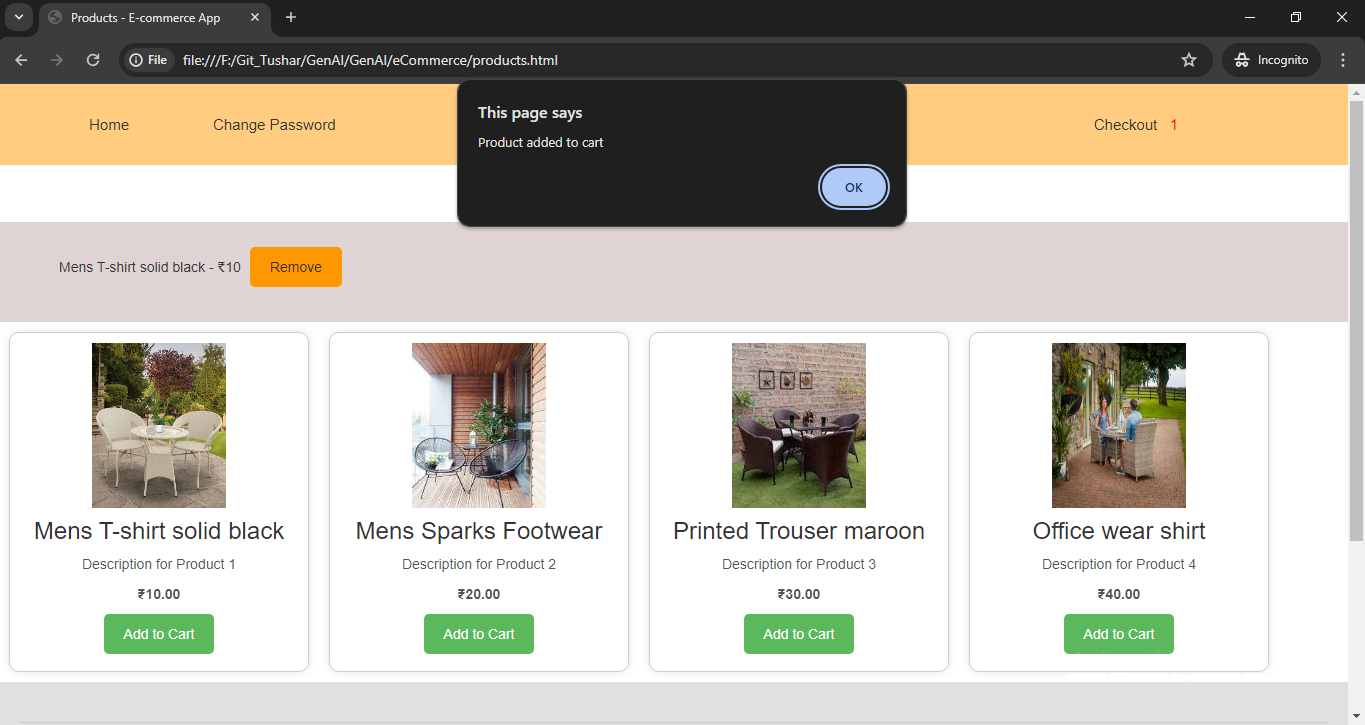 Products - E-commerce App
File
file:///F:/Git_Tushar/GenAI/GenAI/eCommerce/products.html
Incognito
Home
Change Password
Checkout 1
This page says
Product added to cart
OK
Mens T-shirt solid black - ₹10
Remove
Mens T-shirt solid black
Description for Product 1
₹10.00
Add to Cart
Mens Sparks Footwear
Description for Product 2
₹20.00
Add to Cart
Printed Trouser maroon
Description for Product 3
₹30.00
Add to Cart
Office wear shirt
Description for Product 4
₹40.00
Add to Cart